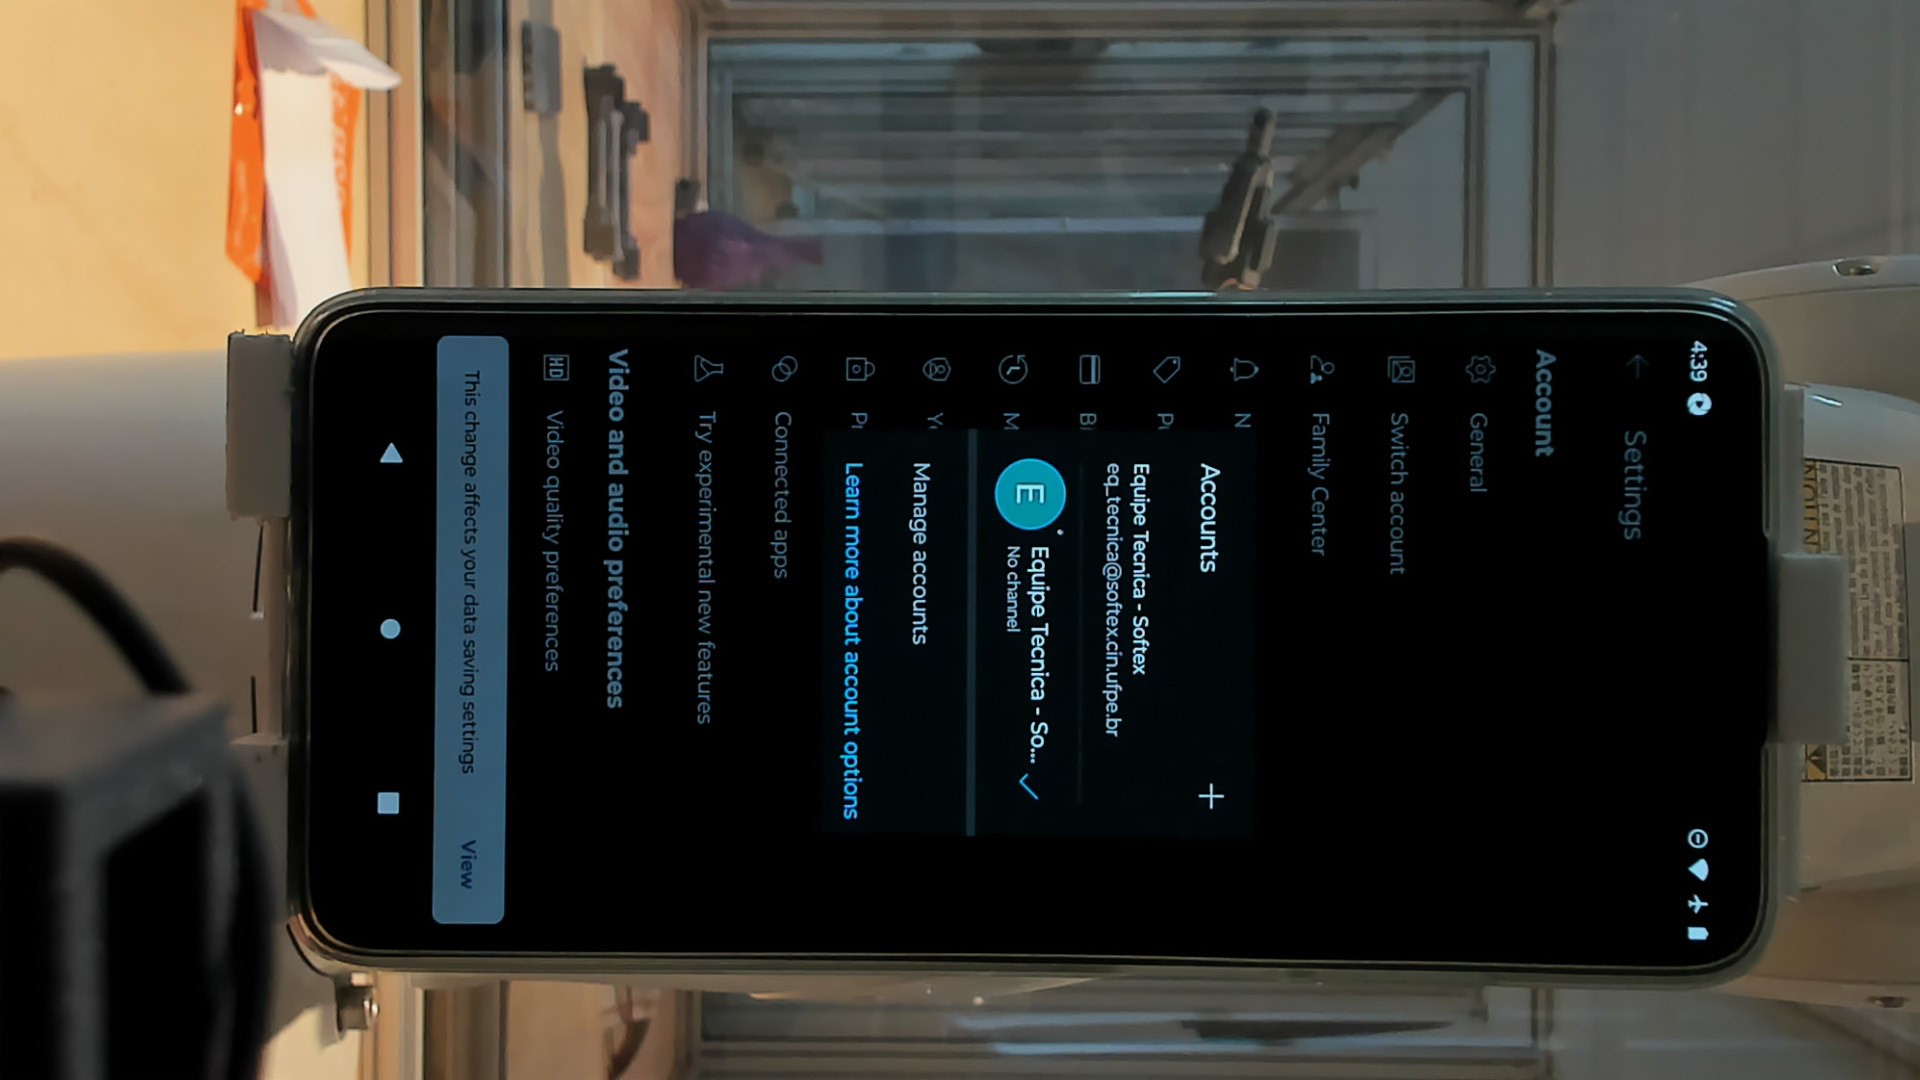 4:39
Settings
Account
General
Switch account
Family Center
N
Accounts
Equipe Tecnica - Softex
eq_tecnica@softex.cin.ufpe.br
E
Equipe Tecnica - So...
No channel
Manage accounts
Learn more about account options
Connected apps
Try experimental new features
Video and audio preferences
HD Video quality preferences
This change affects your data saving settings View